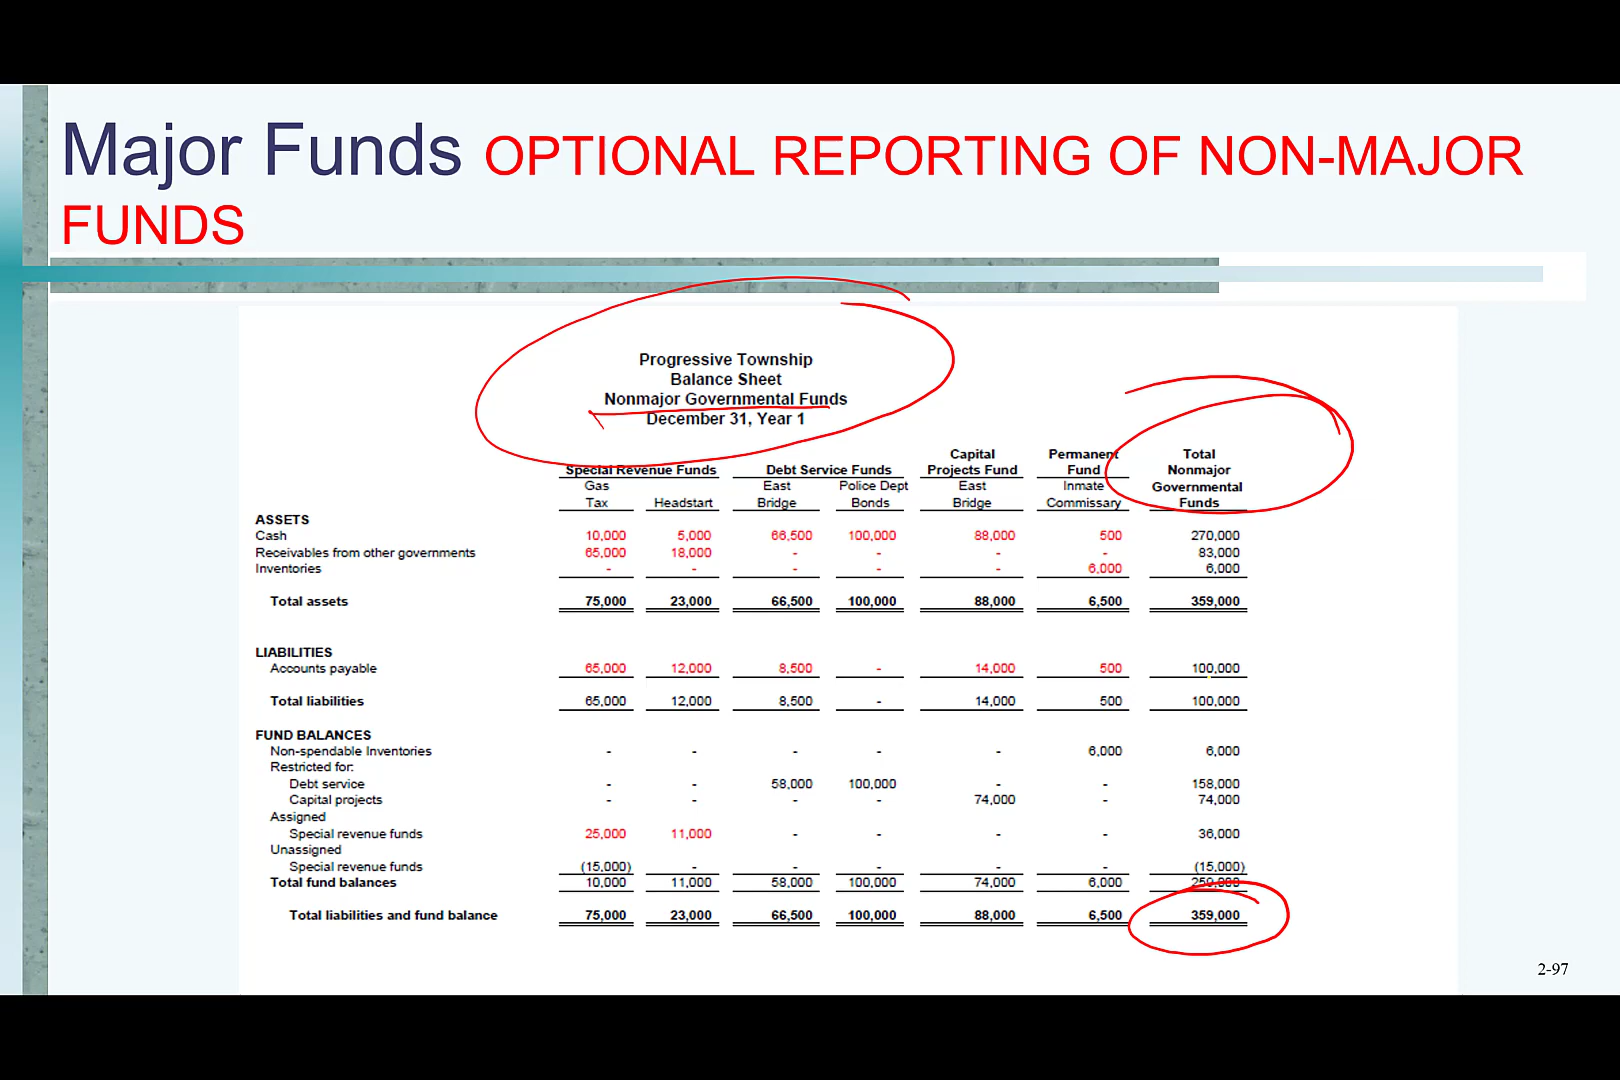 Major Funds OPTIONAL REPORTING OF NON-MAJOR
FUNDS
Progressive Township
Balance Sheet
Nonmajor Governmental Funds
December 31, Year 1
Capital Permanent Total
Special Revenue Funds Debt Service Funds Projects Fund Fund Nonmajor
Gas East Police Dept East Inmate Governmental
Tax Headstart Bridge Bonds Bridge Commissary Funds
ASSETS
Cash 10,000 5,000 66,500 100,000 88,000 500 270,000
Receivables from other governments 65,000 18,000 - - - - 83,000
Inventories - - - - - 6,000 6,000
Total assets 75,000 23,000 66,500 100,000 88,000 6,500 359,000
LIABILITIES
Accounts payable 65,000 12,000 8,500 - 14,000 500 100,000
Total liabilities 65,000 12,000 8,500 - 14,000 500 100,000
FUND BALANCES
Non-spendable Inventories - - - - - 6,000 6,000
Restricted for:
Debt service - - 58,000 100,000 - - 158,000
Capital projects - - - - 74,000 - 74,000
Assigned
Special revenue funds 25,000 11,000 - - - - 36,000
Unassigned
Special revenue funds (15,000) - - - - - (15,000)
Total fund balances 10,000 11,000 58,000 100,000 74,000 6,000 259,000
Total liabilities and fund balance 75,000 23,000 66,500 100,000 88,000 6,500 359,000
2-97